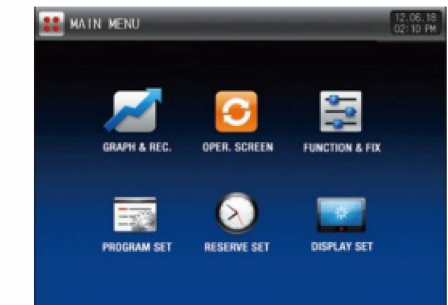 MAIN MENU
12.06.18
02:10 PM
GRAPH & REC.
OPER. SCREEN
FUNCTION & FIX
PROGRAM SET
RESERVE SET
DISPLAY SET